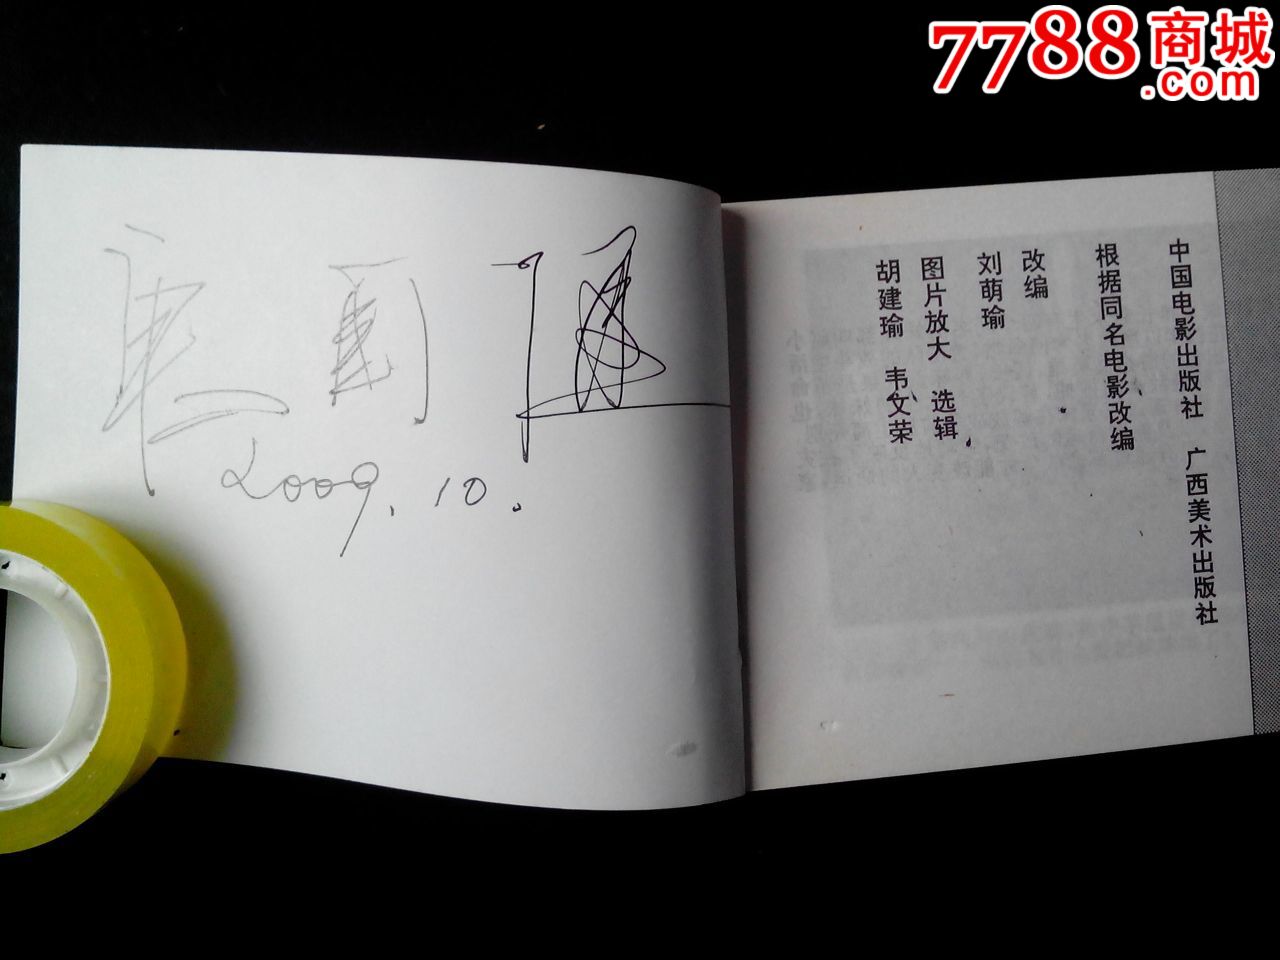 7788商城
.com
2009.10.
中国电影出版社 广西美术出版社
根据同名电影改编
改编
刘萌瑜
图片放大 选辑
胡建瑜 韦文荣